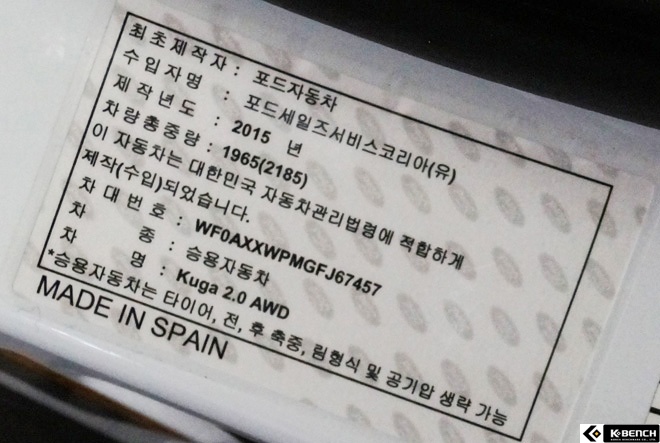 최초제작자 : 포드자동차
수입자명 : 포드세일즈서비스코리아(유)
제작년도 : 2015 년
차량총중량 : 1965(2185)
이 자동차는 대한민국 자동차관리법령에 적합하게
제작(수입)되었습니다.
차대번호 : WF0AXXWPMGFJ67457
차 종 : 승용자동차
차 명 : Kuga 2.0 AWD
*승용자동차는 타이어, 전, 후 축중, 림형식 및 공기압 생략 가능
MADE IN SPAIN
K-BENCH